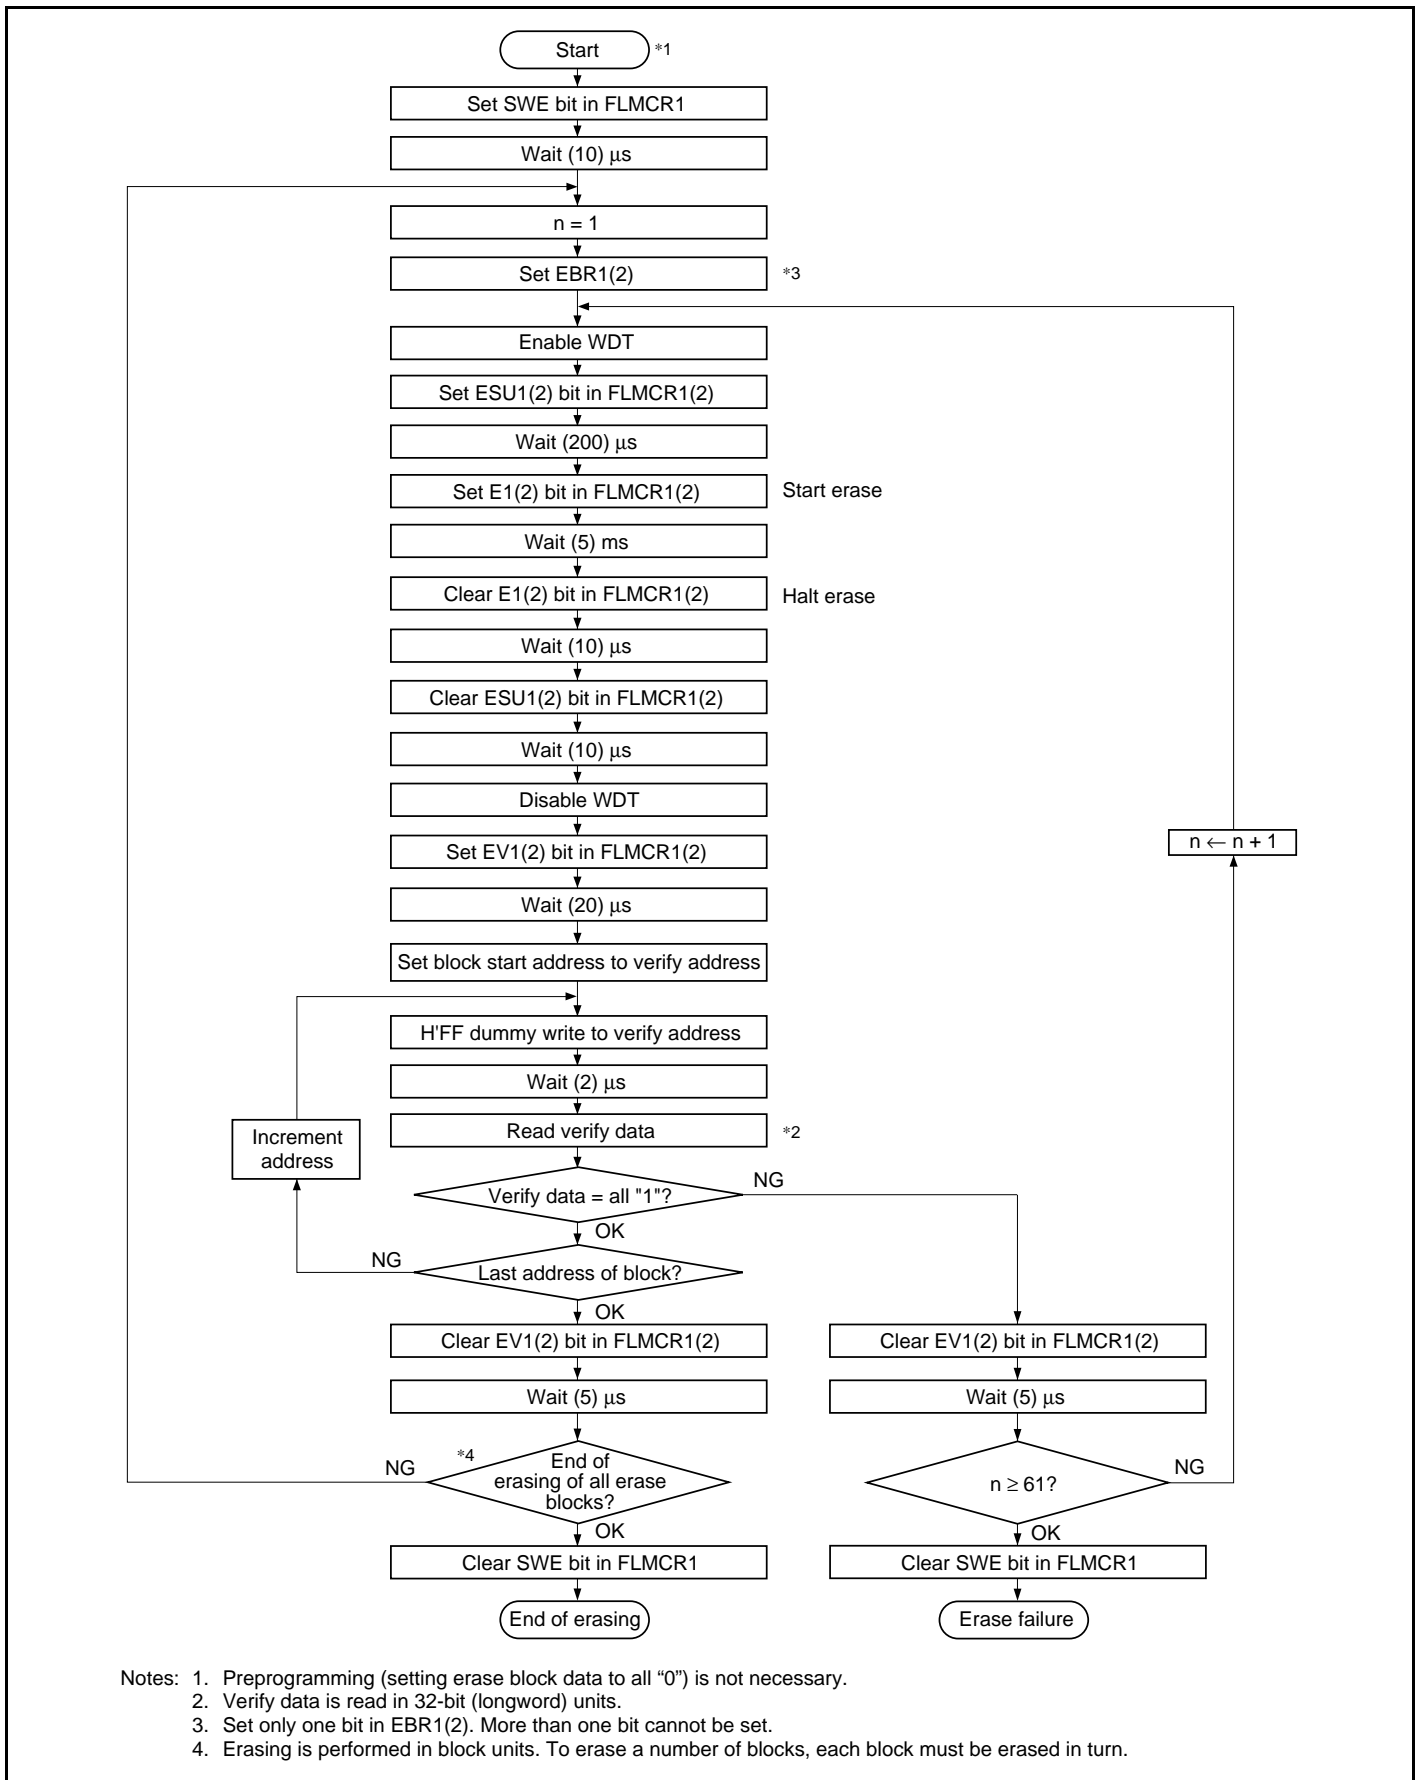 Start *1
Set SWE bit in FLMCR1
Wait (10) μs
n = 1
Set EBR1(2) *3
Enable WDT
Set ESU1(2) bit in FLMCR1(2)
Wait (200) μs
Set E1(2) bit in FLMCR1(2) Start erase
Wait (5) ms
Clear E1(2) bit in FLMCR1(2) Halt erase
Wait (10) μs
Clear ESU1(2) bit in FLMCR1(2)
Wait (10) μs
Disable WDT
Set EV1(2) bit in FLMCR1(2)
n ← n + 1
Wait (20) μs
Set block start address to verify address
H'FF dummy write to verify address
Wait (2) μs
Increment
address
Read verify data *2
Verify data = all "1"?
NG
OK
NG
Last address of block?
OK
Clear EV1(2) bit in FLMCR1(2)
Clear EV1(2) bit in FLMCR1(2)
Wait (5) μs
Wait (5) μs
NG
*4
End of
erasing of all erase
blocks?
n ≥ 61?
NG
OK
OK
Clear SWE bit in FLMCR1
Clear SWE bit in FLMCR1
End of erasing
Erase failure
Notes: 1. Preprogramming (setting erase block data to all “0”) is not necessary.
2. Verify data is read in 32-bit (longword) units.
3. Set only one bit in EBR1(2). More than one bit cannot be set.
4. Erasing is performed in block units. To erase a number of blocks, each block must be erased in turn.